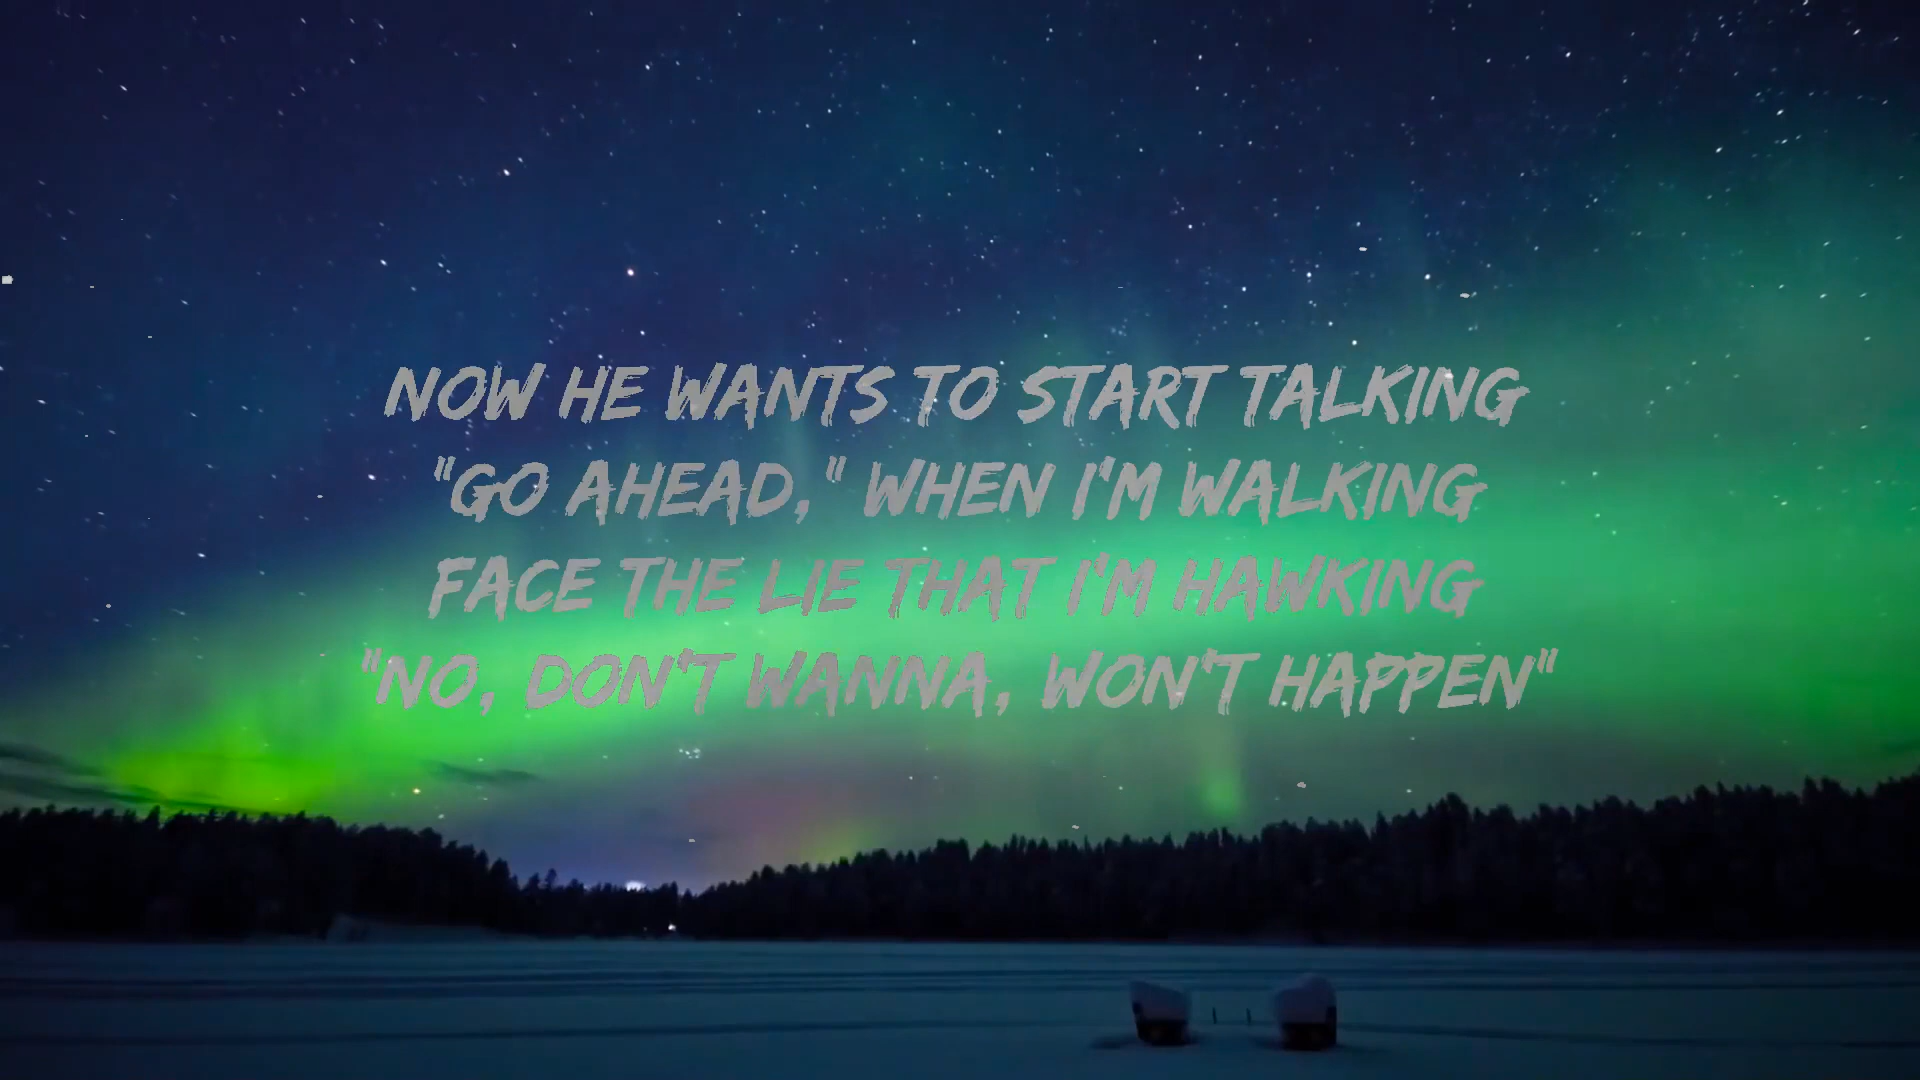 NOW HE WANTS TO START TALKING
"GO AHEAD," WHEN I'M WALKING
FACE THE LIE THAT I'M HAWKING
"NO, DON'T WANNA, WON'T HAPPEN"